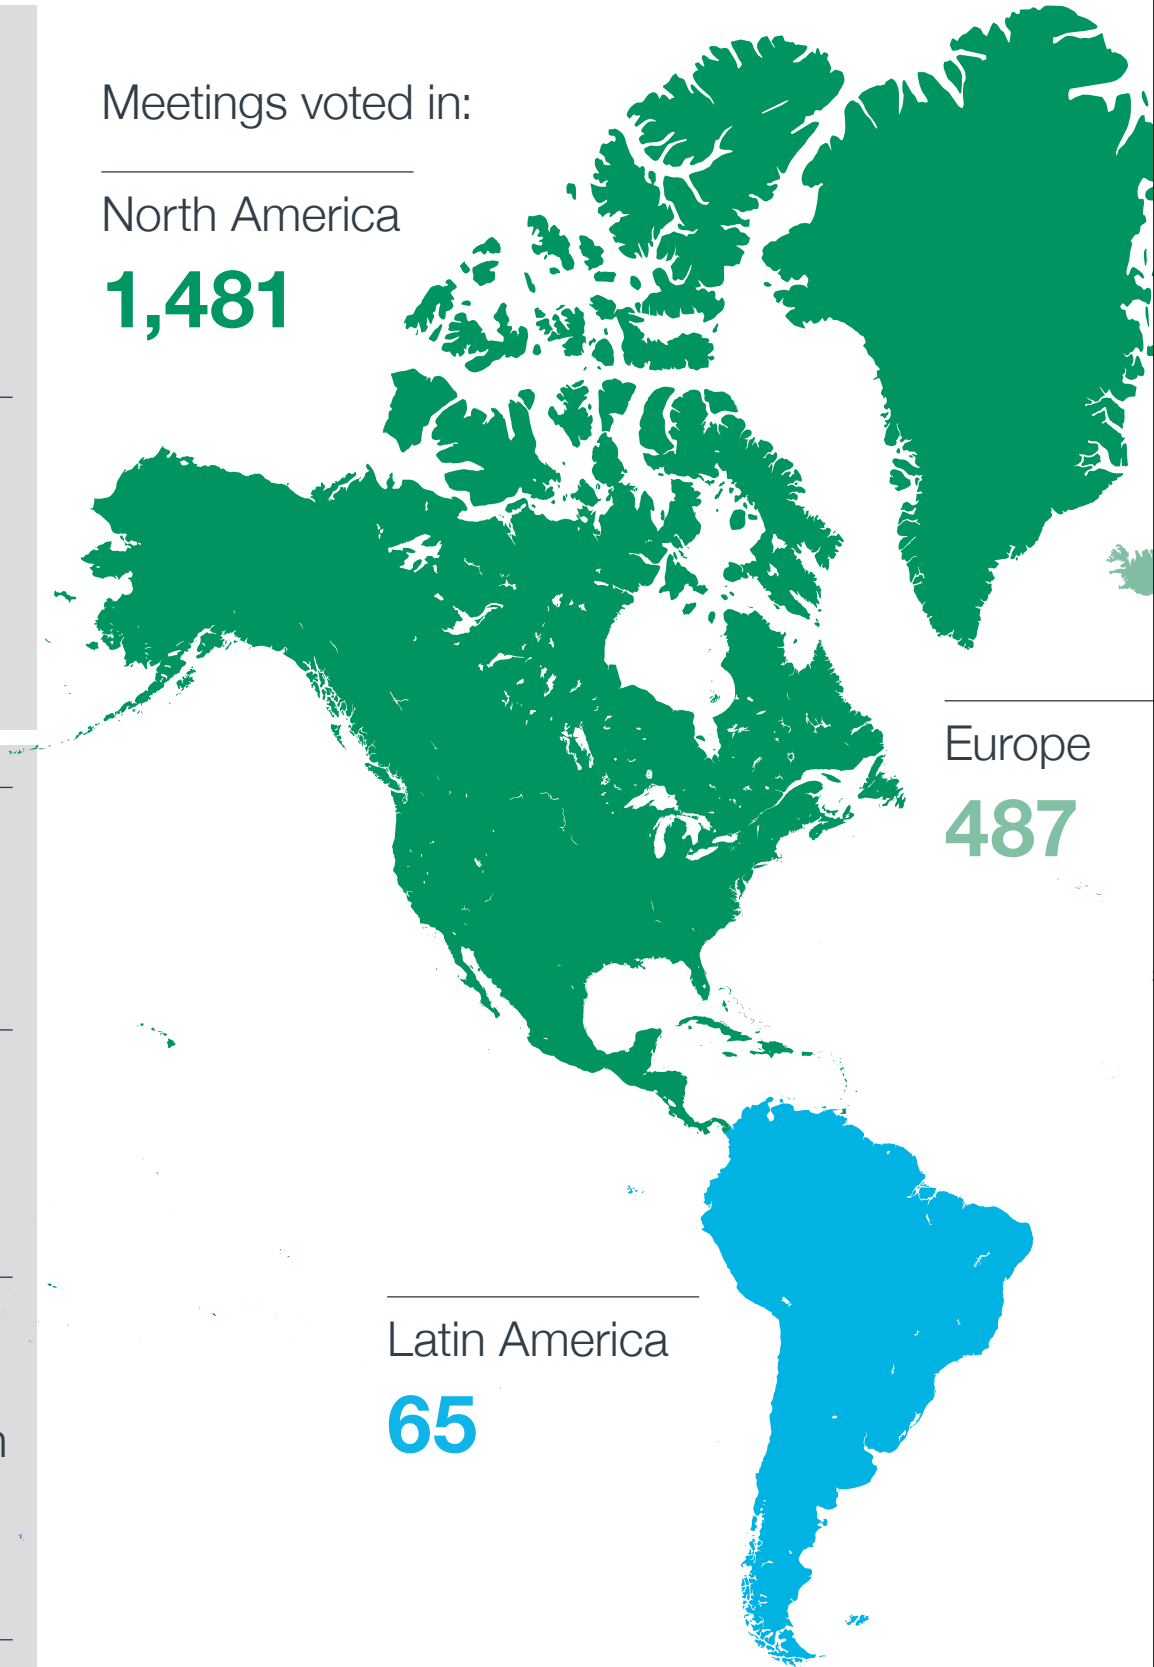 Meetings voted in:
North America
1,481
Europe
487
Latin America
65